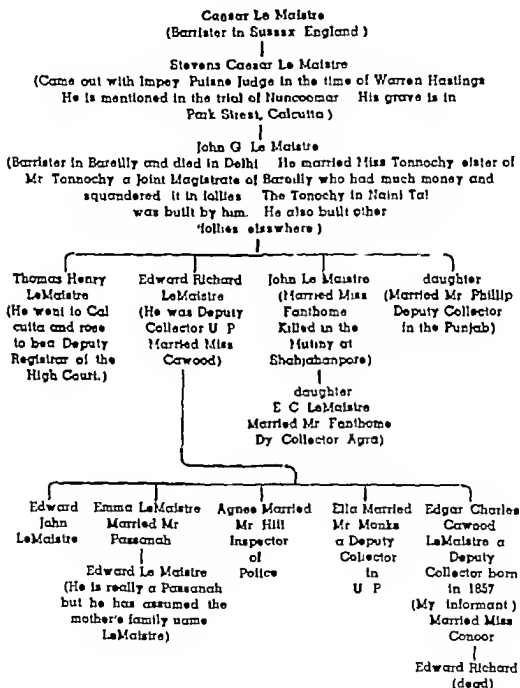 Caesar Le Maistre
(Barrister in Sussex England)
Stevens Caesar Le Maistre
(Came out with Impey Puisne Judge in the time of Warren Hastings
He is mentioned in the trial of Nuncoomar His grave is in
Park Street, Calcutta)
John G Le Maistre
(Barrister in Bareilly and died in Delhi He married Miss Tonnochy sister of
Mr Tonnochy a Joint Magistrate of Bareilly who had much money and
squandered it in follies The Tonochy in Naini Tal
was built by him. He also built other
'follies elsewhere)
Thomas Henry
LeMaistre
(He went to Cal
cutta and rose
to be a Deputy
Registrar of the
High Court.)
Edward Richard
LeMaistre
(He was Deputy
Collector U P
Married Miss
Cawood)
John Le Maistre
(Married Miss
Fanthome
Killed in the
Mutiny at
Shahjahanpore)
daughter
E C LeMaistre
Married Mr Fanthome
Dy Collector Agra)
daughter
(Married Mr Phillip
Deputy Collector
in the Punjab)
Edward
John
LeMaistre
Emma LeMaistre
Married Mr
Passanah
Edward Le Maistre
(He is really a Passanah
but he has assumed the
mother's family name
LeMaistre)
Agnes Married
Mr Hill
Inspector
of
Police
Ella Married
Mr Monks
a Deputy
Collector
in
U P
Edgar Charles
Cawood
LeMaistre a
Deputy
Collector born
in 1857
(My informant)
Married Miss
Conoor
Edward Richard
(dead)